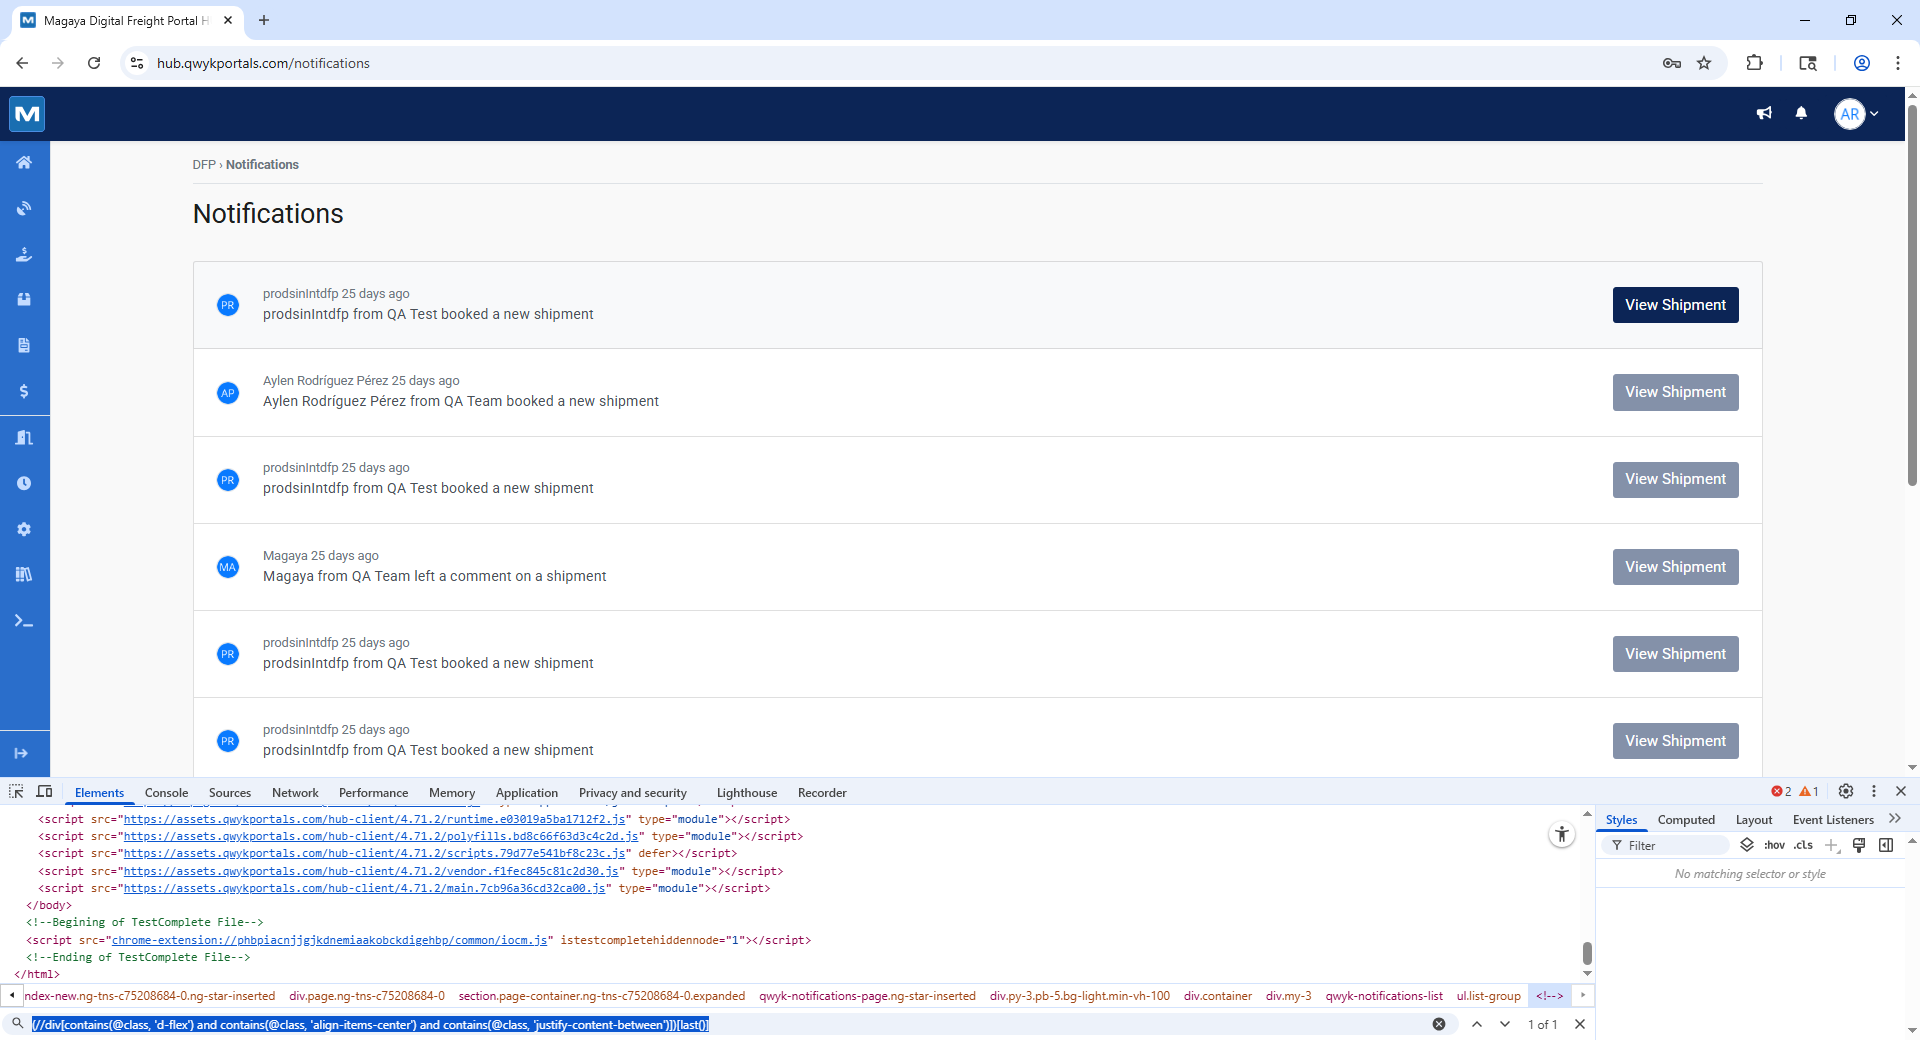 Magaya Digital Freight Portal H
hub.qwykportals.com/notifications
AR
DFP › Notifications
Notifications
PR
prodsinIntdfp 25 days ago
prodsinIntdfp from QA Test booked a new shipment
View Shipment
AP
Aylen Rodríguez Pérez 25 days ago
Aylen Rodríguez Pérez from QA Team booked a new shipment
View Shipment
PR
prodsinIntdfp 25 days ago
prodsinIntdfp from QA Test booked a new shipment
View Shipment
MA
Magaya 25 days ago
Magaya from QA Team left a comment on a shipment
View Shipment
PR
prodsinIntdfp 25 days ago
prodsinIntdfp from QA Test booked a new shipment
View Shipment
PR
prodsinIntdfp 25 days ago
prodsinIntdfp from QA Test booked a new shipment
View Shipment
Elements Console Sources Network Performance Memory Application Privacy and security Lighthouse Recorder 2 1
<script src="https://assets.qwykportals.com/hub-client/4.71.2/runtime.e03019a5ba1712f2.js" type="module"></script>
<script src="https://assets.qwykportals.com/hub-client/4.71.2/polyfills.bd8c66f63d3c4c2d.js" type="module"></script>
<script src="https://assets.qwykportals.com/hub-client/4.71.2/scripts.79d77e541bf8c23c.js" defer></script>
<script src="https://assets.qwykportals.com/hub-client/4.71.2/vendor.f1fec845c81c2d30.js" type="module"></script>
<script src="https://assets.qwykportals.com/hub-client/4.71.2/main.7cb96a36cd32ca00.js" type="module"></script>
</body>
<!--Begining of TestComplete File-->
<script src="chrome-extension://phbpiacnjjgjkdnemiaakobckdigehbp/common/iocm.js" istestcompletehiddennode="1"></script>
<!--Ending of TestComplete File-->
</html>
ndex-new.ng-tns-c75208684-0.ng-star-inserted div.page.ng-tns-c75208684-0 section.page-container.ng-tns-c75208684-0.expanded qwyk-notifications-page.ng-star-inserted div.py-3.pb-5.bg-light.min-vh-100 div.container div.my-3 qwyk-notifications-list ul.list-group <!-->
(//div[contains(@class, 'd-flex') and contains(@class, 'align-items-center') and contains(@class, 'justify-content-between')])[last()]
1 of 1
Styles Computed Layout Event Listeners
Filter :hov .cls
No matching selector or style